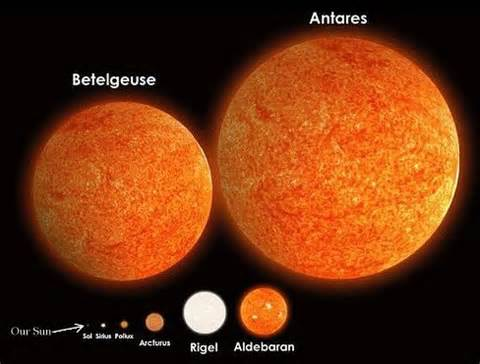 Antares
Betelgeuse
Our Sun
Sol
Sirius
Pollux
Arcturus
Rigel
Aldebaran